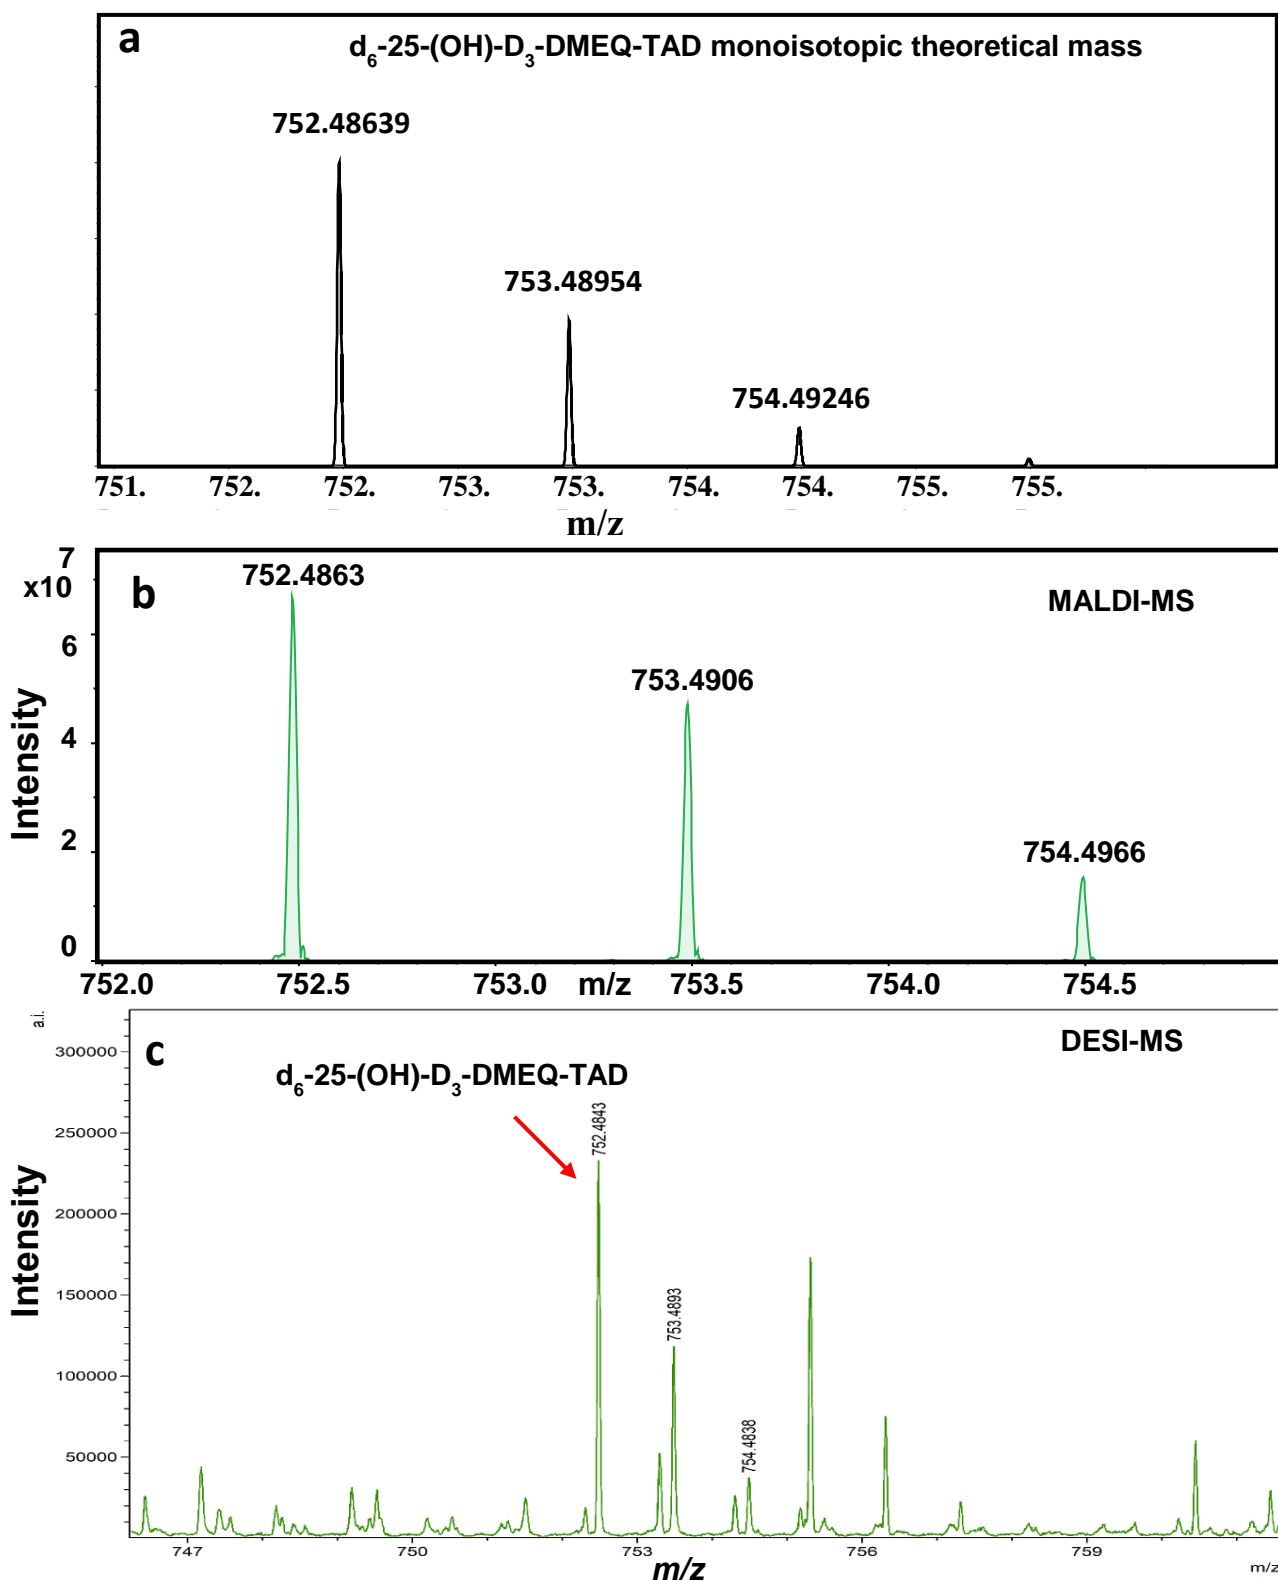 a
d6-25-(OH)-D3-DMEQ-TAD monoisotopic theoretical mass
752.48639
753.48954
754.49246
751. 752. 752. 753. 753. 754. 754. 755. 755.
m/z
7
x10
b
752.4863
MALDI-MS
753.4906
754.4966
Intensity
6
4
2
0
752.0 752.5 753.0 m/z 753.5 754.0 754.5
a.i.
c
DESI-MS
d6-25-(OH)-D3-DMEQ-TAD
752.4843
753.4893
754.4838
Intensity
300000
250000
200000
150000
100000
50000
747 750 753 756 759
m/z
m/z